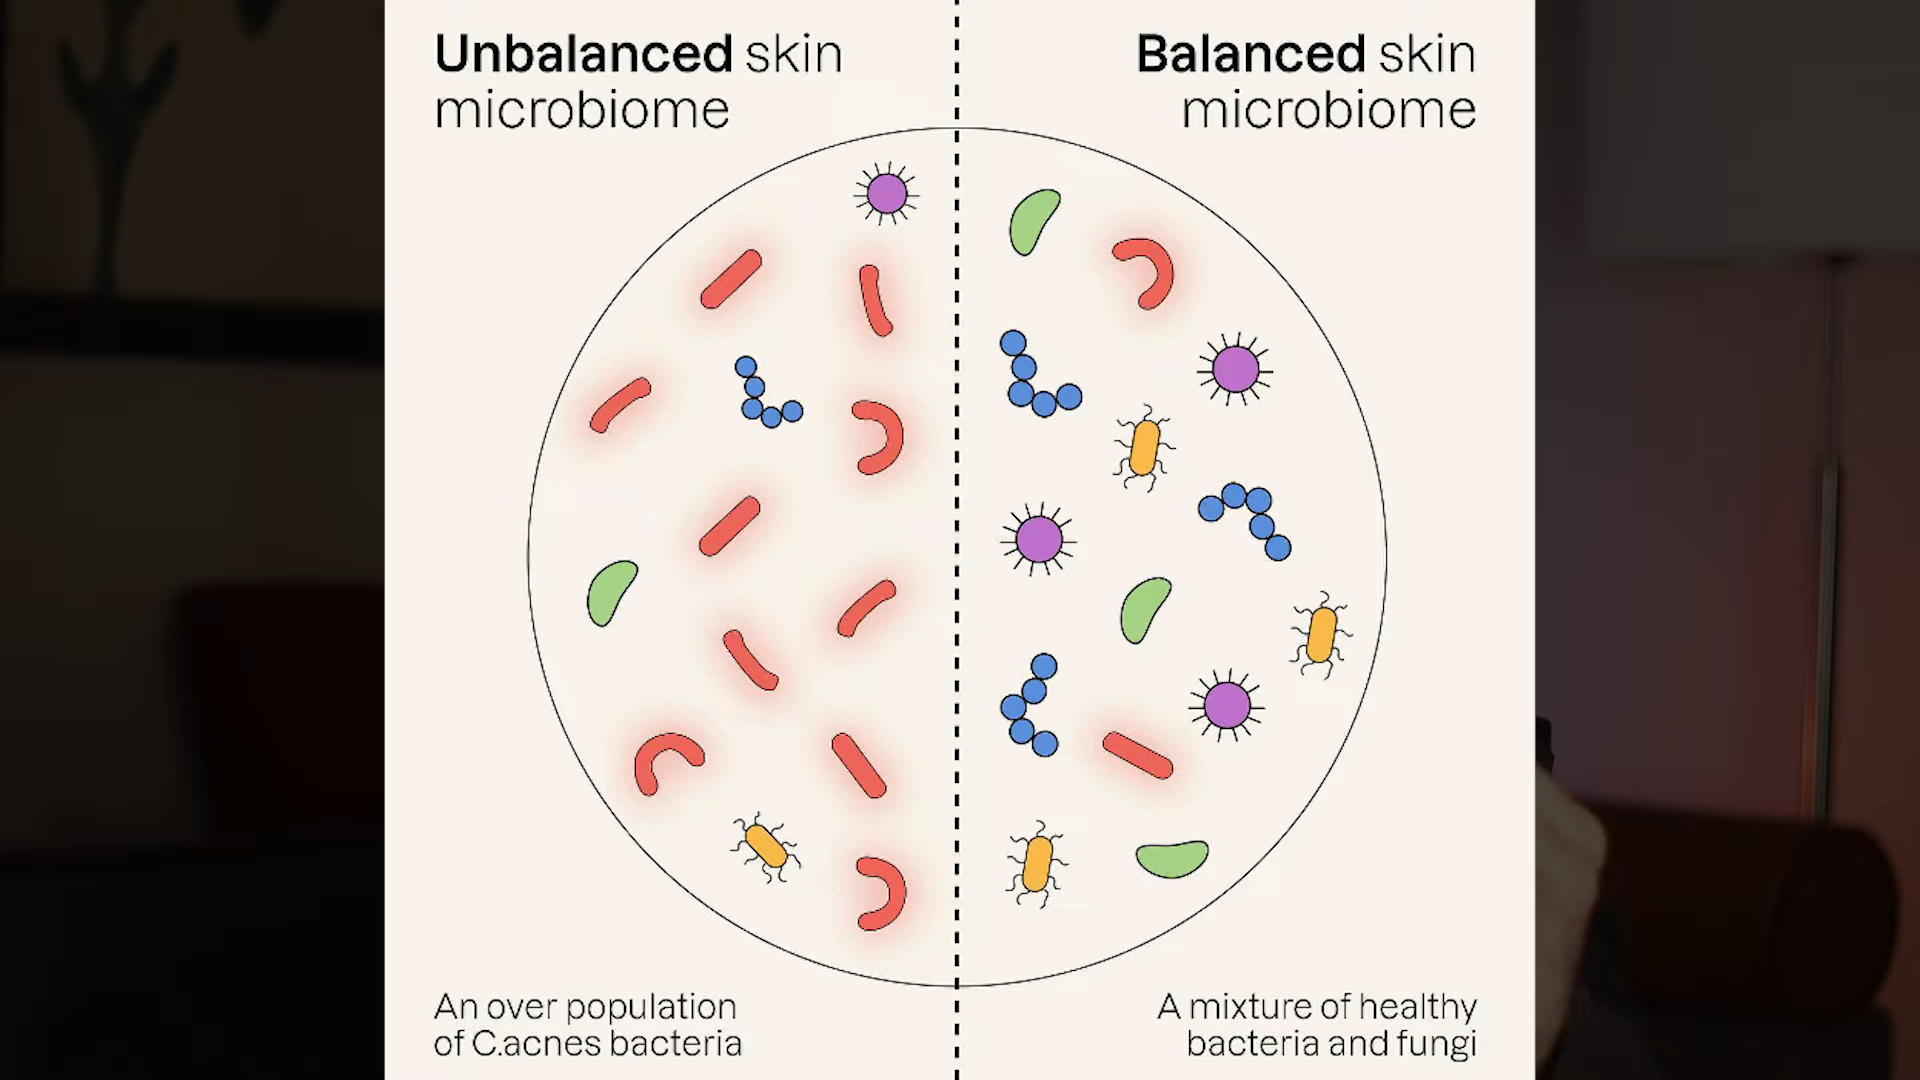 Unbalanced skin
microbiome
Balanced skin
microbiome
An over population
of C.acnes bacteria
A mixture of healthy
bacteria and fungi